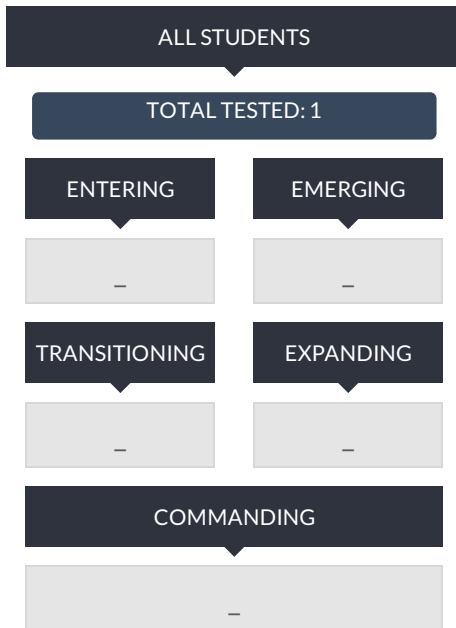 ALL STUDENTS
TOTAL TESTED: 1
ENTERING
EMERGING
–
–
TRANSITIONING
EXPANDING
–
–
COMMANDING
–